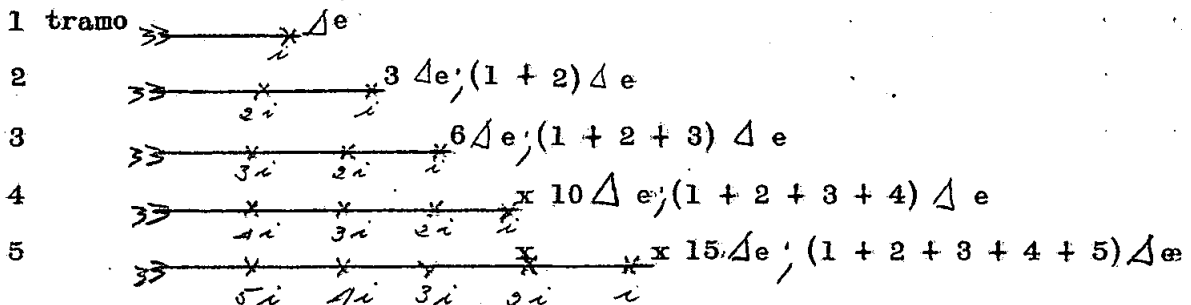 1 tramo Δe
i
2 3 Δe; (1 + 2) Δ e
2i i
3 6 Δ e; (1 + 2 + 3) Δ e
3i 2i i
4 x 10 Δ e; (1 + 2 + 3 + 4) Δ e
4i 3i 2i i
5 x x 15 Δe ; (1 + 2 + 3 + 4 + 5) Δ e
5i 4i 3i 2i i